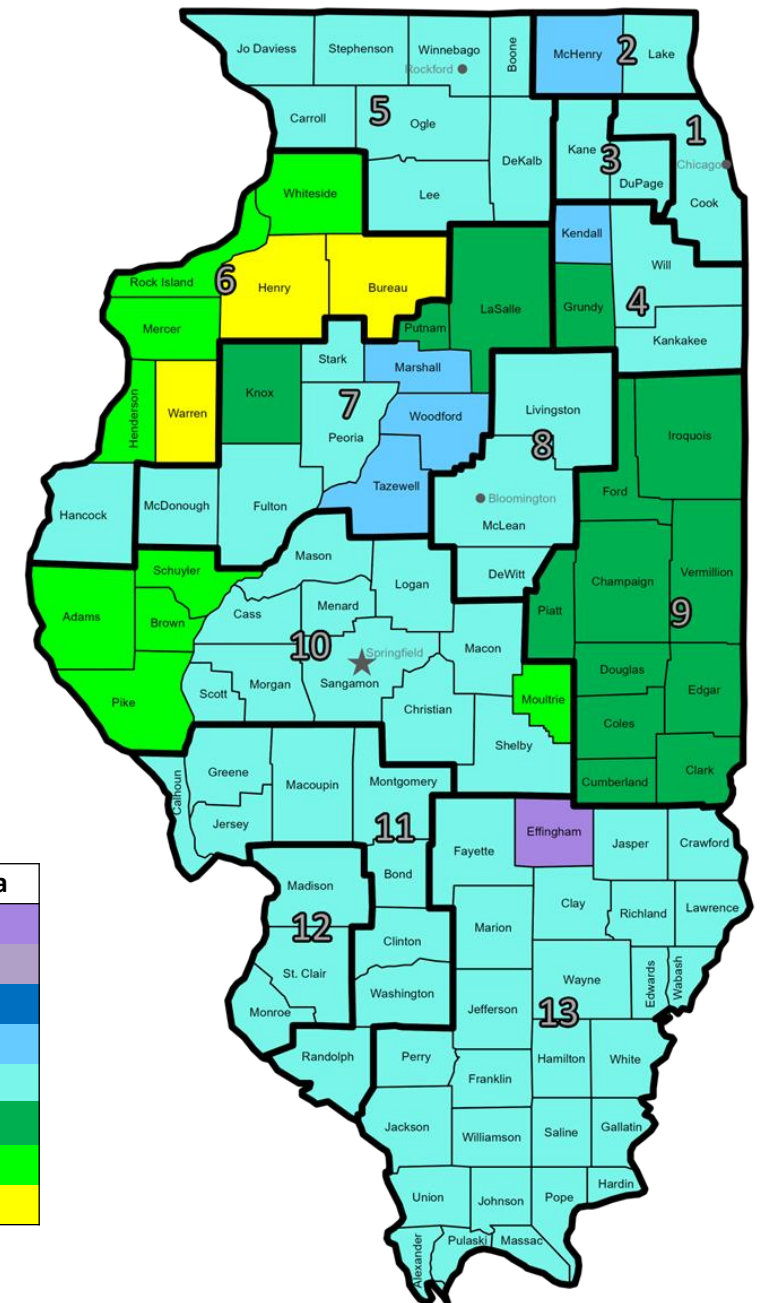 Jo Daviess
Stephenson
Winnebago
Boone
McHenry
2
Lake
Rockford
Carroll
5
Ogle
DeKalb
Kane
3
1
Chicago
DuPage
Cook
Lee
Whiteside
Kendall
Will
Rock Island
6
Henry
Bureau
LaSalle
Grundy
4
Mercer
Putnam
Kankakee
Stark
Marshall
Henderson
Warren
Knox
7
Peoria
Woodford
Livingston
8
Iroquois
Hancock
McDonough
Fulton
Tazewell
Bloomington
McLean
Ford
Schuyler
Mason
Logan
DeWitt
Champaign
Vermillion
Adams
Brown
Cass
Menard
Piatt
9
10
Springfield
Macon
Pike
Scott
Morgan
Sangamon
Christian
Moultrie
Douglas
Edgar
Coles
Shelby
Calhoun
Greene
Macoupin
Montgomery
Cumberland
Clark
Jersey
11
Fayette
Effingham
Jasper
Crawford
a
Madison
Bond
Clay
Richland
Lawrence
12
Marion
St. Clair
Clinton
Wayne
Edwards
Wabash
Monroe
Washington
Jefferson
13
Randolph
Perry
Franklin
Hamilton
White
Jackson
Williamson
Saline
Gallatin
Union
Johnson
Pope
Hardin
Alexander
Pulaski
Massac